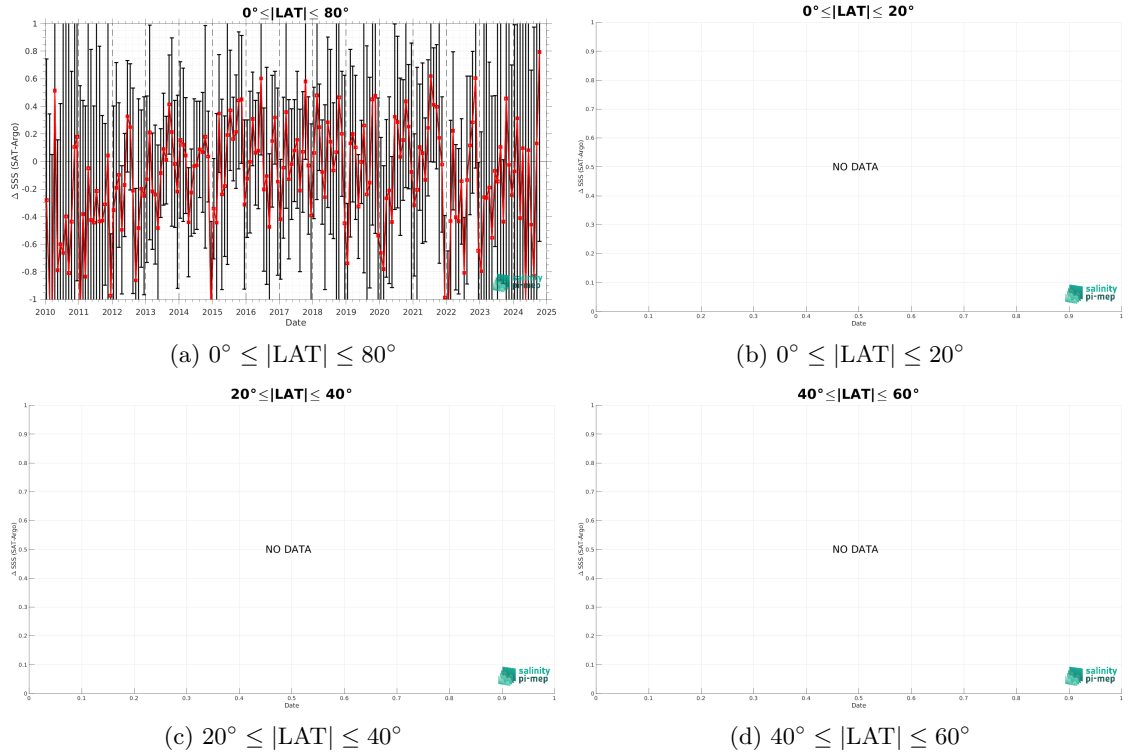 0°≤|LAT|≤ 80°
1
0.8
0.6
0.4
0.2
0
-0.2
-0.4
-0.6
-0.8
-1
Δ SSS (SAT-Argo)
2010 2011 2012 2013 2014 2015 2016 2017 2018 2019 2020 2021 2022 2023 2024 2025
Date
salinity
pi-mep
(a) 0° ≤ |LAT| ≤ 80°
0°≤|LAT|≤ 20°
1
0.9
0.8
0.7
0.6
0.5
0.4
0.3
0.2
0.1
0
Δ SSS (SAT-Argo)
NO DATA
0 0.1 0.2 0.3 0.4 0.5 0.6 0.7 0.8 0.9 1
Date
salinity
pi-mep
(b) 0° ≤ |LAT| ≤ 20°
20°≤|LAT|≤ 40°
1
0.9
0.8
0.7
0.6
0.5
0.4
0.3
0.2
0.1
0
Δ SSS (SAT-Argo)
NO DATA
0 0.1 0.2 0.3 0.4 0.5 0.6 0.7 0.8 0.9 1
Date
salinity
pi-mep
(c) 20° ≤ |LAT| ≤ 40°
40°≤|LAT|≤ 60°
1
0.9
0.8
0.7
0.6
0.5
0.4
0.3
0.2
0.1
0
Δ SSS (SAT-Argo)
NO DATA
0 0.1 0.2 0.3 0.4 0.5 0.6 0.7 0.8 0.9 1
Date
salinity
pi-mep
(d) 40° ≤ |LAT| ≤ 60°